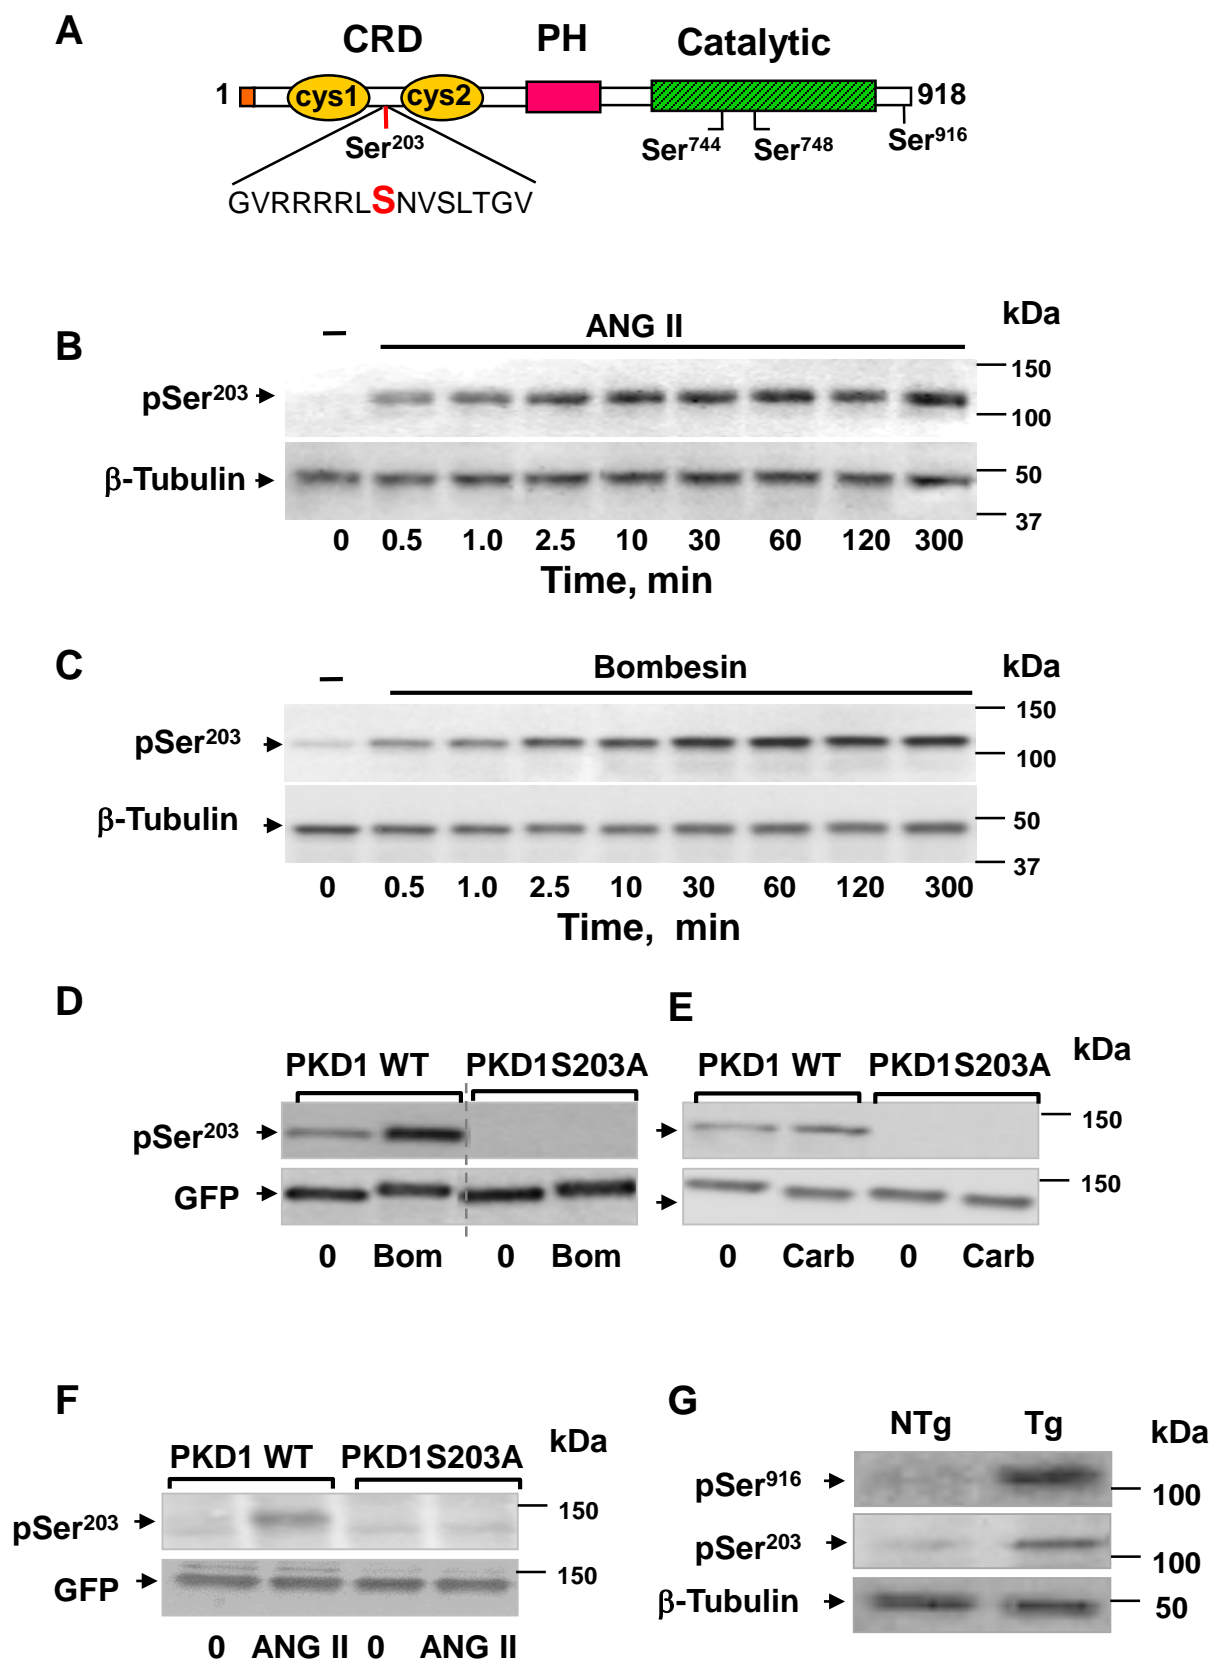 A
CRD PH Catalytic
1 cys1 cys2 918
Ser²⁰³ Ser⁷⁴⁴ Ser⁷⁴⁸ Ser⁹¹⁶
GVRRRRLSNVSLTGV
B
– ANG II kDa
pSer²⁰³ 150
100
β-Tubulin 50
37
0 0.5 1.0 2.5 10 30 60 120 300
Time, min
C
– Bombesin kDa
pSer²⁰³ 150
100
β-Tubulin 50
37
0 0.5 1.0 2.5 10 30 60 120 300
Time, min
D
PKD1 WT PKD1S203A
pSer²⁰³
GFP
0 Bom 0 Bom
E
PKD1 WT PKD1S203A kDa
150
150
0 Carb 0 Carb
F
PKD1 WT PKD1S203A kDa
pSer²⁰³ 150
GFP 150
0 ANG II 0 ANG II
G
NTg Tg kDa
pSer⁹¹⁶ 100
pSer²⁰³ 100
β-Tubulin 50